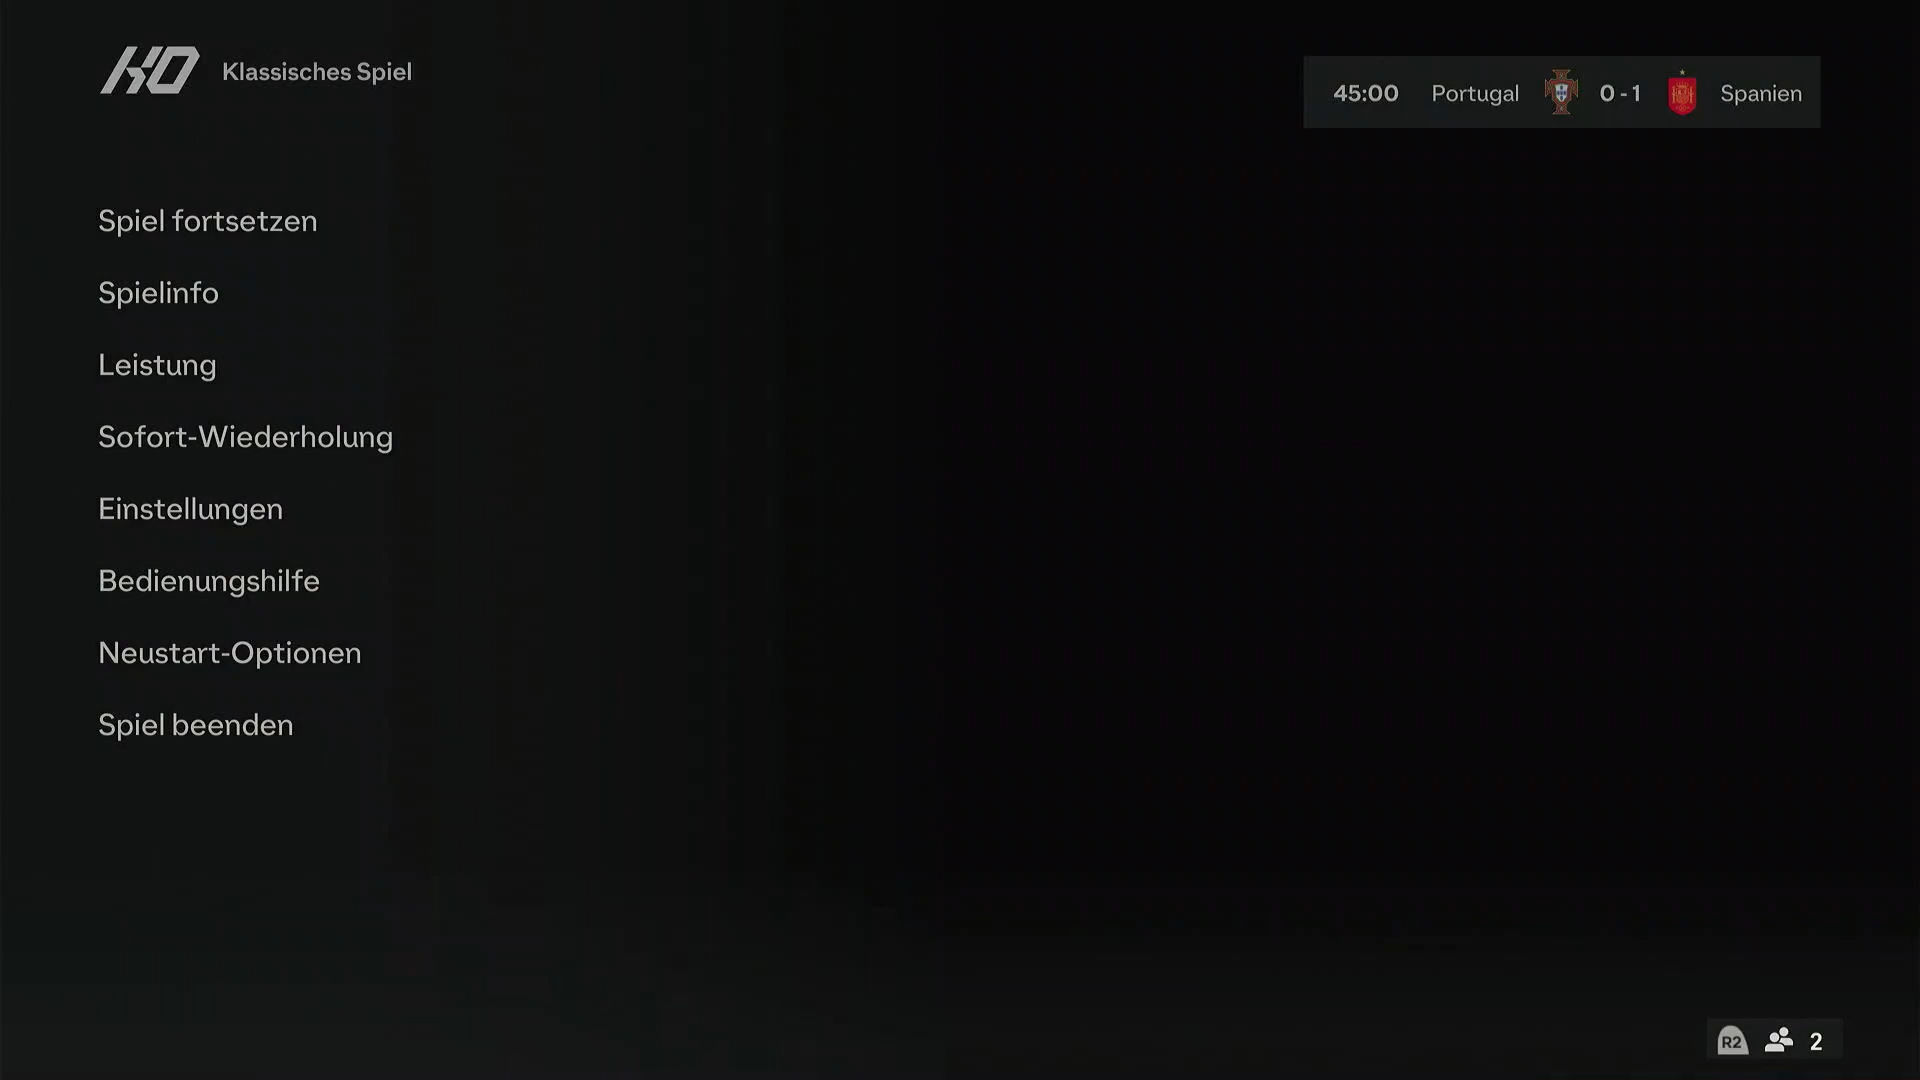 KO Klassisches Spiel
45:00 Portugal 0 - 1 Spanien
Spiel fortsetzen
Spielinfo
Leistung
Sofort-Wiederholung
Einstellungen
Bedienungshilfe
Neustart-Optionen
Spiel beenden
R2 2